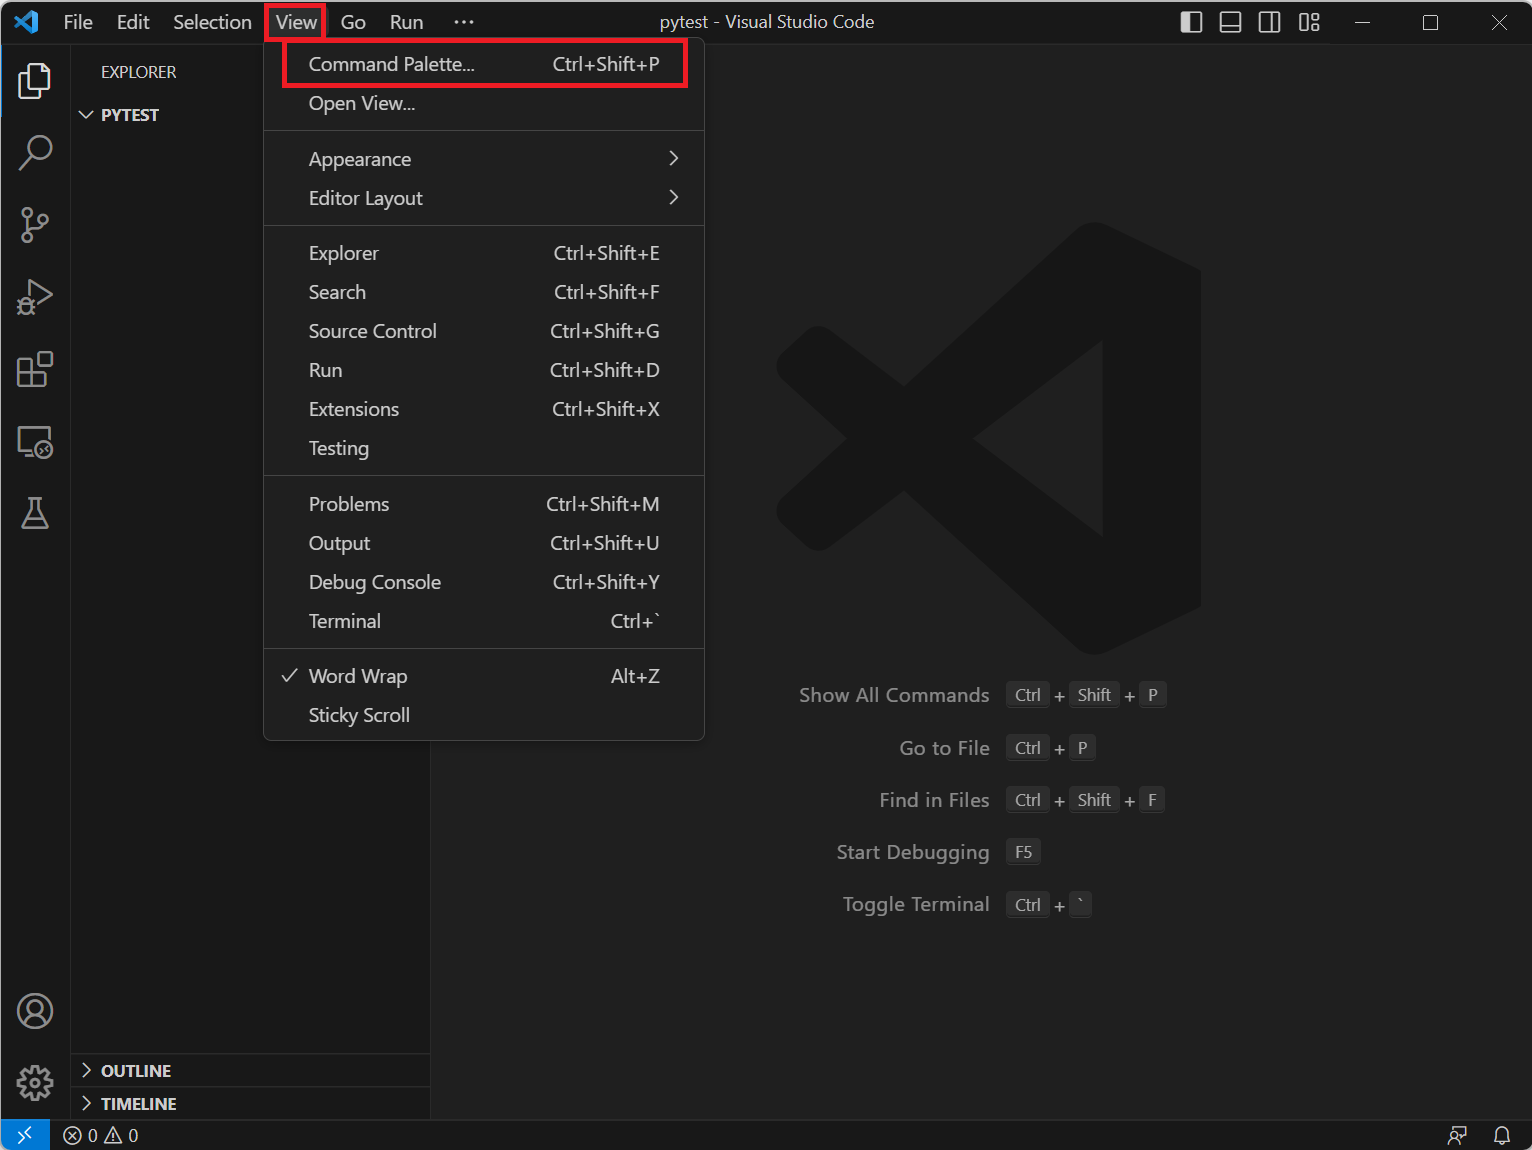 File Edit Selection View Go Run ··· pytest - Visual Studio Code
EXPLORER
PYTEST
Command Palette... Ctrl+Shift+P
Open View...
Appearance
Editor Layout
Explorer Ctrl+Shift+E
Search Ctrl+Shift+F
Source Control Ctrl+Shift+G
Run Ctrl+Shift+D
Extensions Ctrl+Shift+X
Testing
Problems Ctrl+Shift+M
Output Ctrl+Shift+U
Debug Console Ctrl+Shift+Y
Terminal Ctrl+`
Word Wrap Alt+Z
Sticky Scroll
Show All Commands Ctrl + Shift + P
Go to File Ctrl + P
Find in Files Ctrl + Shift + F
Start Debugging F5
Toggle Terminal Ctrl + `
OUTLINE
TIMELINE
0 0